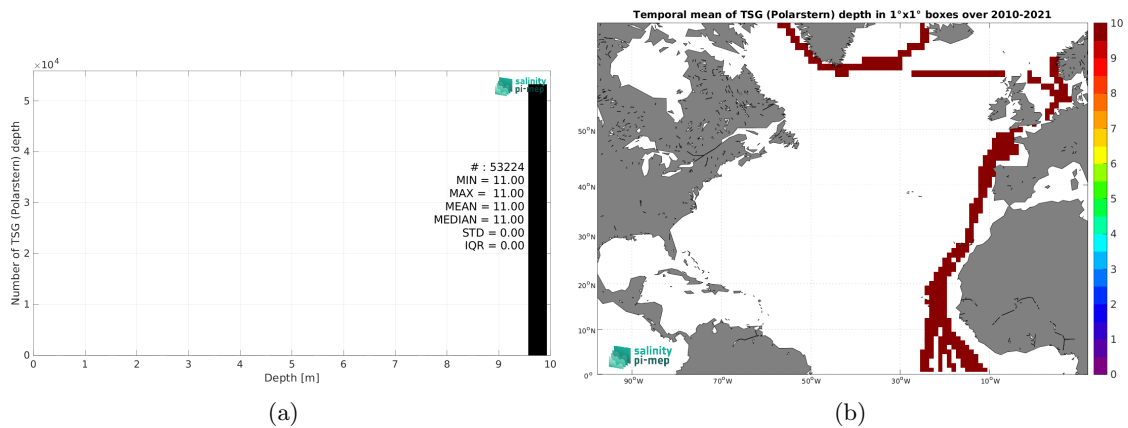 ×10⁴
5
4
3
2
1
0
Number of TSG (Polarstern) depth
salinity
pi-mep
# : 53224
MIN = 11.00
MAX = 11.00
MEAN = 11.00
MEDIAN = 11.00
STD = 0.00
IQR = 0.00
0 1 2 3 4 5 6 7 8 9 10
Depth [m]
(a)
Temporal mean of TSG (Polarstern) depth in 1°x1° boxes over 2010-2021
50°N
40°N
30°N
20°N
10°N
0°
90°W 70°W 50°W 30°W 10°W
salinity
pi-mep
10
9
8
7
6
5
4
3
2
1
0
(b)